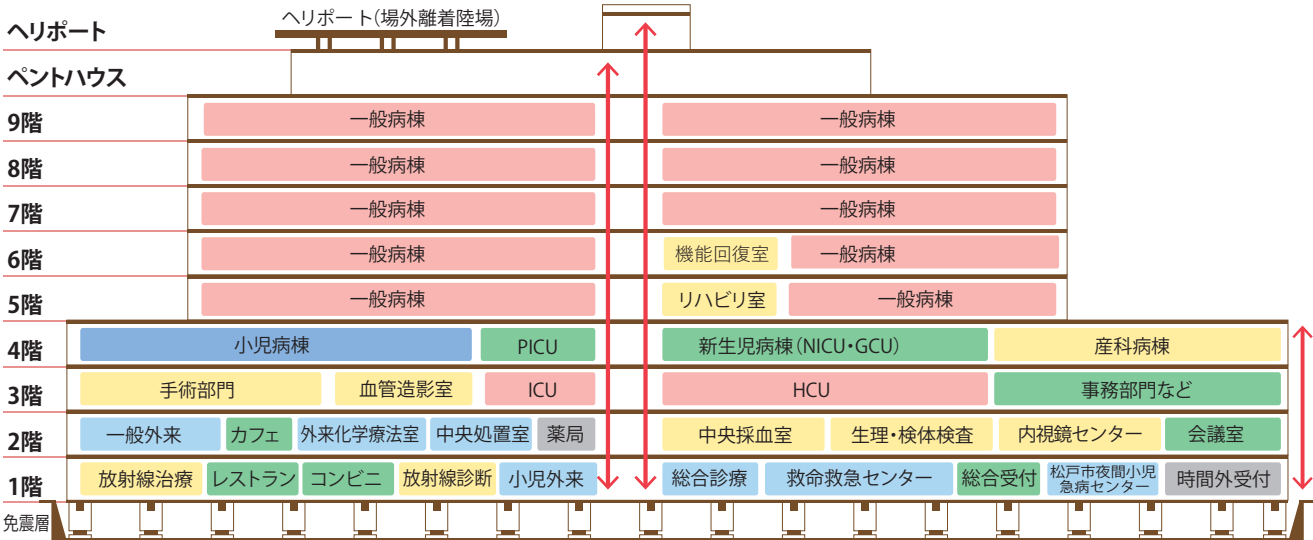 ヘリポート
ヘリポート(場外離着陸場)
ペントハウス
9階
一般病棟
一般病棟
8階
一般病棟
一般病棟
7階
一般病棟
一般病棟
6階
一般病棟
機能回復室
一般病棟
5階
一般病棟
リハビリ室
一般病棟
4階
小児病棟
PICU
新生児病棟(NICU・GCU)
産科病棟
3階
手術部門
血管造影室
ICU
HCU
事務部門など
2階
一般外来
カフェ
外来化学療法室
中央処置室
薬局
中央採血室
生理・検体検査
内視鏡センター
会議室
1階
放射線治療
レストラン
コンビニ
放射線診断
小児外来
総合診療
救命救急センター
総合受付
松戸市夜間小児
急病センター
時間外受付
免震層